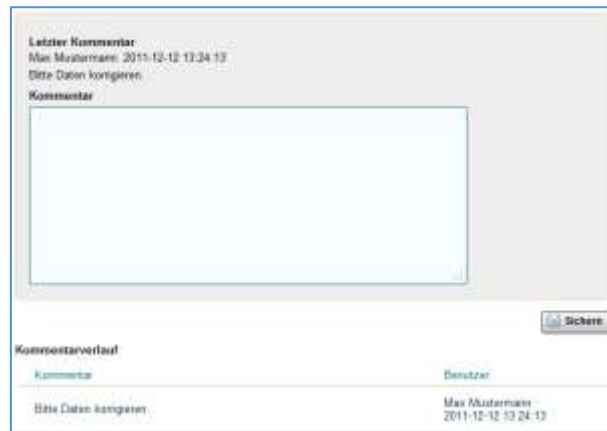 Letzter Kommentar
Max Mustermann 2011-12-12 13:24:13
Bitte Daten korrigieren
Kommentar
Sichern
Kommentarverlauf
Kommentar Benutzer
Bitte Daten korrigieren Max Mustermann
2011-12-12 13:24:13